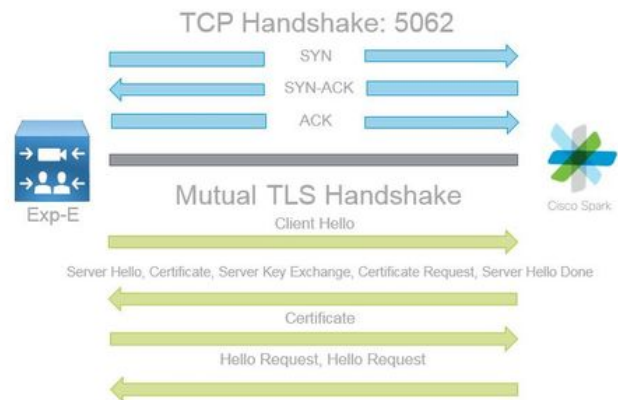 TCP Handshake: 5062
SYN
SYN-ACK
ACK
Exp-E
Cisco Spark
Mutual TLS Handshake
Client Hello
Server Hello, Certificate, Server Key Exchange, Certificate Request, Server Hello Done
Certificate
Hello Request, Hello Request